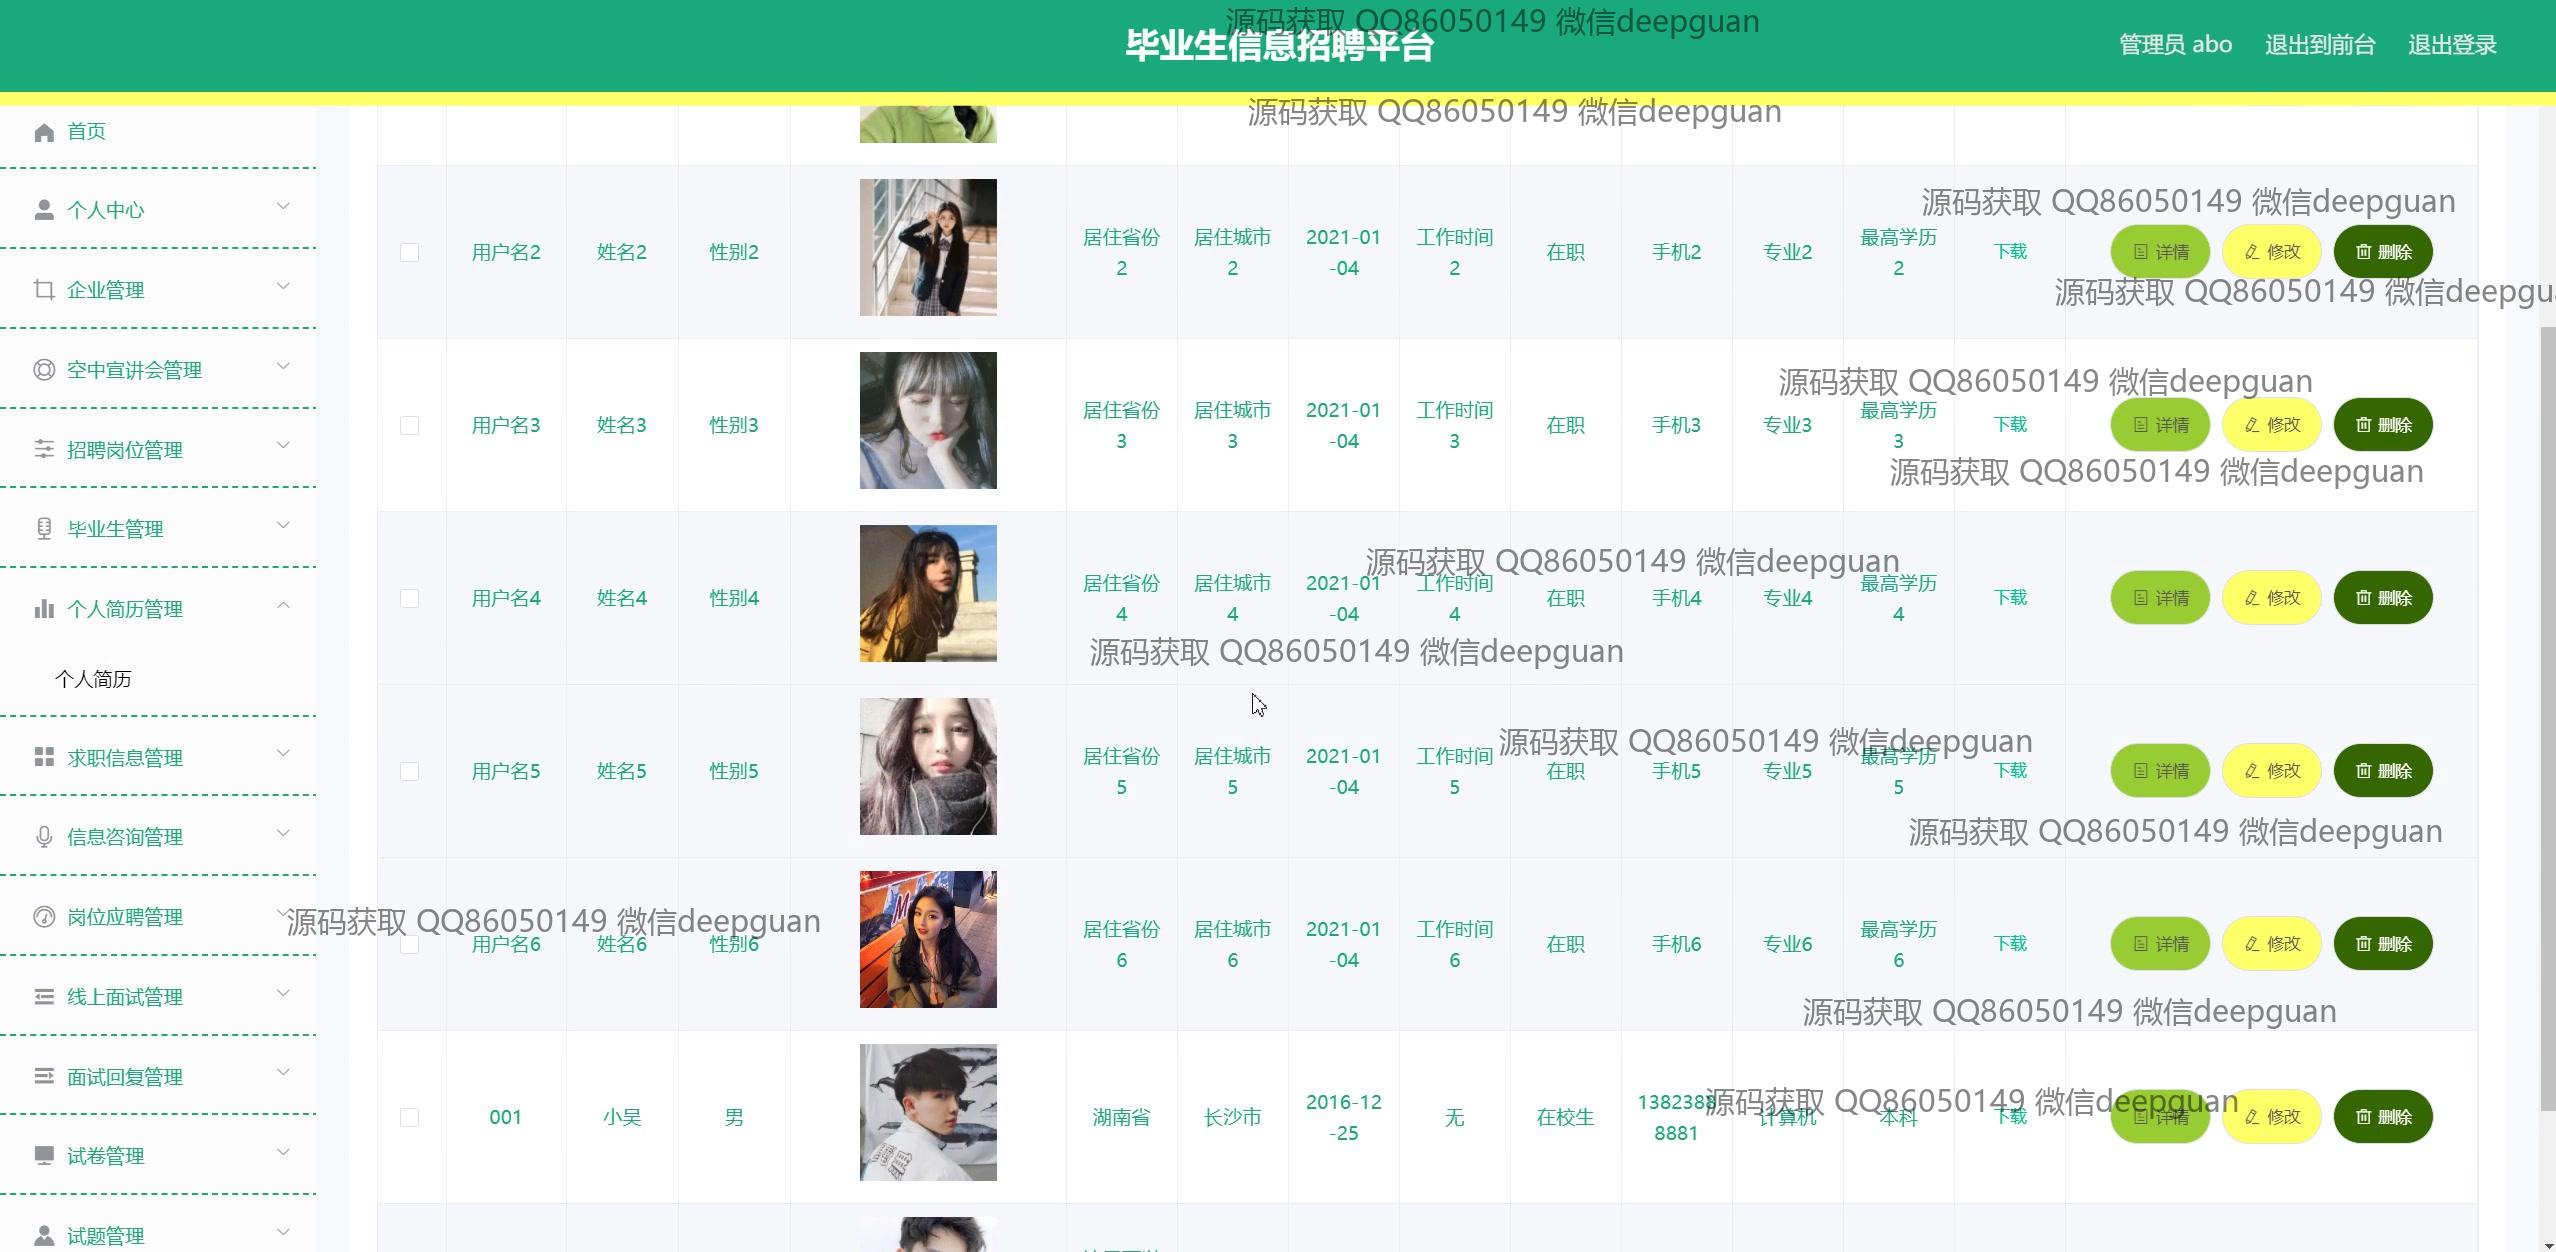 源码获取 QQ86050149 微信deepguan
毕业生信息招聘平台
管理员 abo
退出到前台
退出登录
源码获取 QQ86050149 微信deepguan
首页
个人中心
企业管理
空中宣讲会管理
招聘岗位管理
毕业生管理
个人简历管理
个人简历
求职信息管理
信息咨询管理
岗位应聘管理
线上面试管理
面试回复管理
试卷管理
试题管理
源码获取 QQ86050149 微信deepguan
用户名2
姓名2
性别2
居住省份
2
居住城市
2
2021-01
-04
工作时间
2
在职
手机2
专业2
最高学历
2
下载
详情
修改
删除
源码获取 QQ86050149 微信deepgu
源码获取 QQ86050149 微信deepguan
用户名3
姓名3
性别3
居住省份
3
居住城市
3
2021-01
-04
工作时间
3
在职
手机3
专业3
最高学历
3
下载
详情
修改
删除
源码获取 QQ86050149 微信deepguan
源码获取 QQ86050149 微信deepguan
用户名4
姓名4
性别4
居住省份
4
居住城市
4
2021-01
-04
工作时间
4
在职
手机4
专业4
最高学历
4
下载
详情
修改
删除
源码获取 QQ86050149 微信deepguan
源码获取 QQ86050149 微信deepguan
用户名5
姓名5
性别5
居住省份
5
居住城市
5
2021-01
-04
工作时间
5
在职
手机5
专业5
最高学历
5
下载
详情
修改
删除
源码获取 QQ86050149 微信deepguan
源码获取 QQ86050149 微信deepguan
用户名6
姓名6
性别6
居住省份
6
居住城市
6
2021-01
-04
工作时间
6
在职
手机6
专业6
最高学历
6
下载
详情
修改
删除
源码获取 QQ86050149 微信deepguan
源码获取 QQ86050149 微信deepguan
001
小吴
男
湖南省
长沙市
2016-12
-25
无
在校生
1382388
8881
计算机
本科
下载
详情
修改
删除